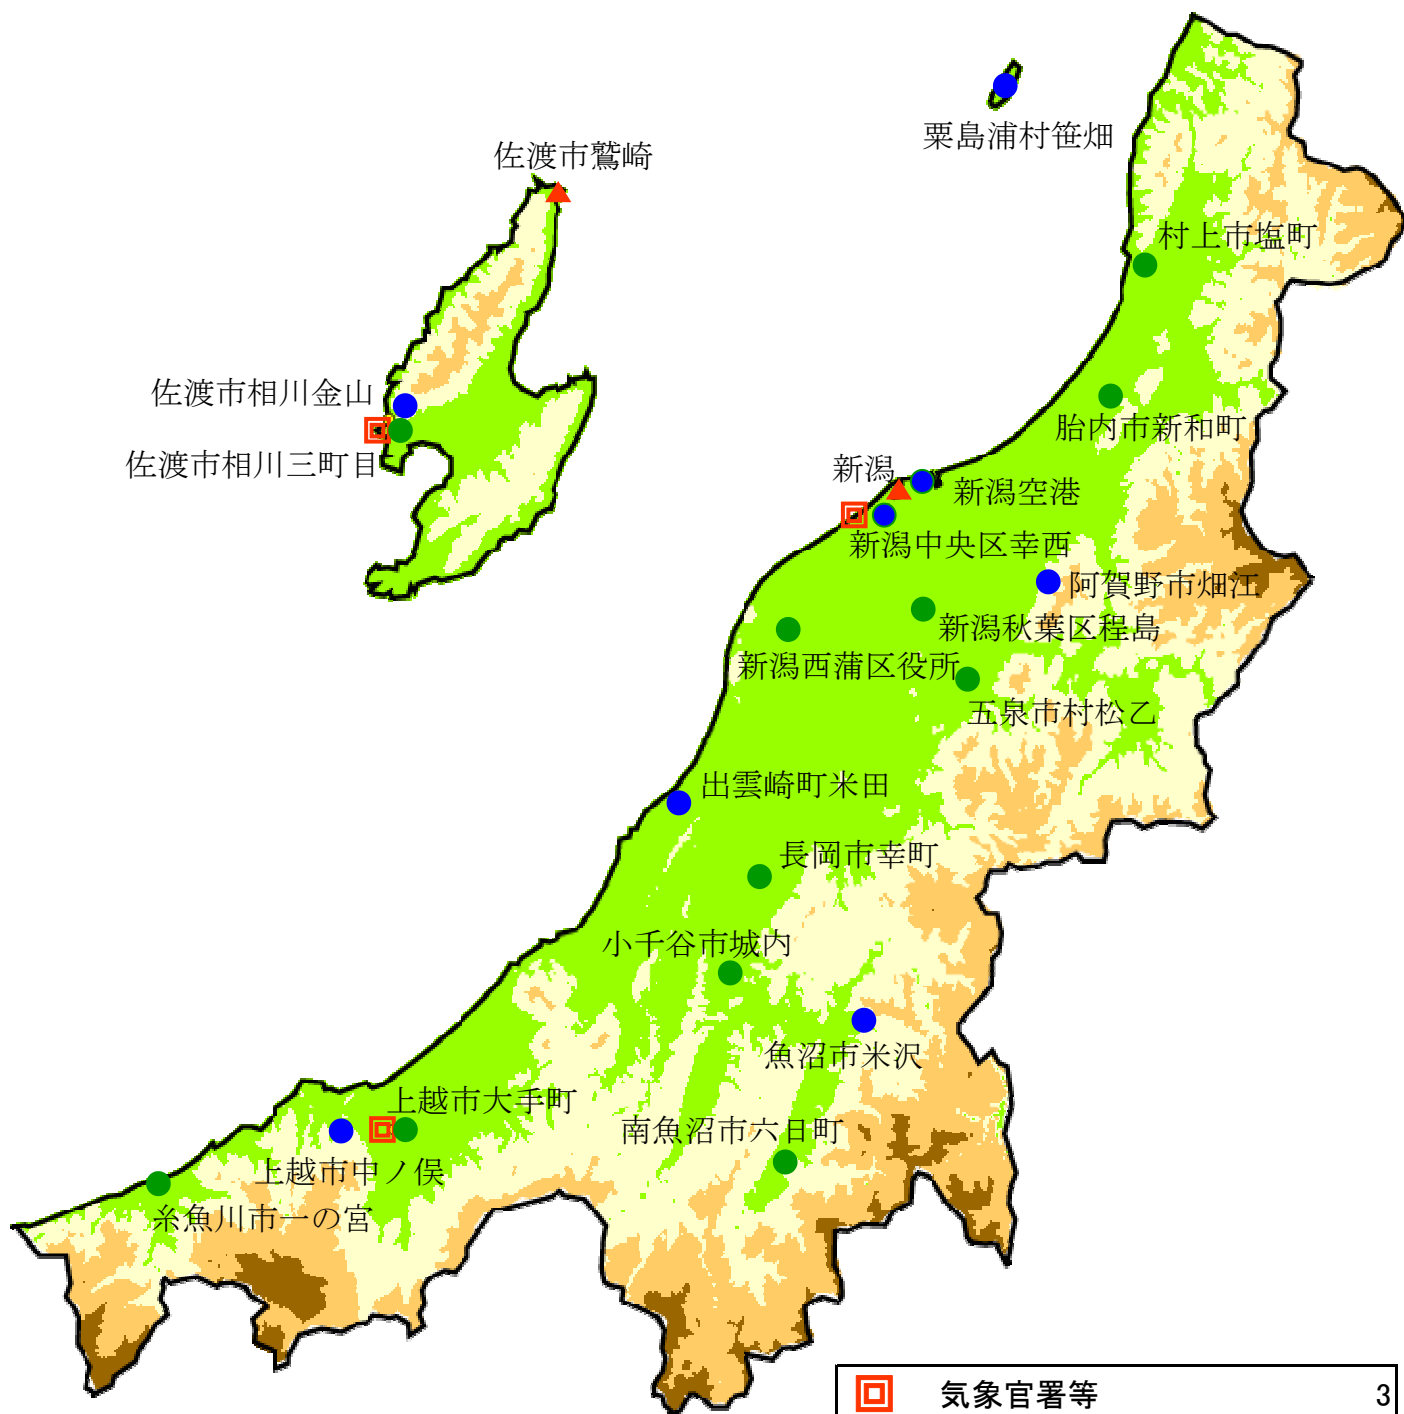 粟島浦村笹畑
佐渡市鷲崎
村上市塩町
佐渡市相川金山
胎内市新和町
佐渡市相川三町目
新潟
新潟空港
新潟中央区幸西
阿賀野市畑江
新潟秋葉区程島
新潟西蒲区役所
五泉市村松乙
出雲崎町米田
長岡市幸町
小千谷市城内
魚沼市米沢
上越市大手町
南魚沼市六日町
上越市中ノ俣
糸魚川市一の宮
気象官署等 3